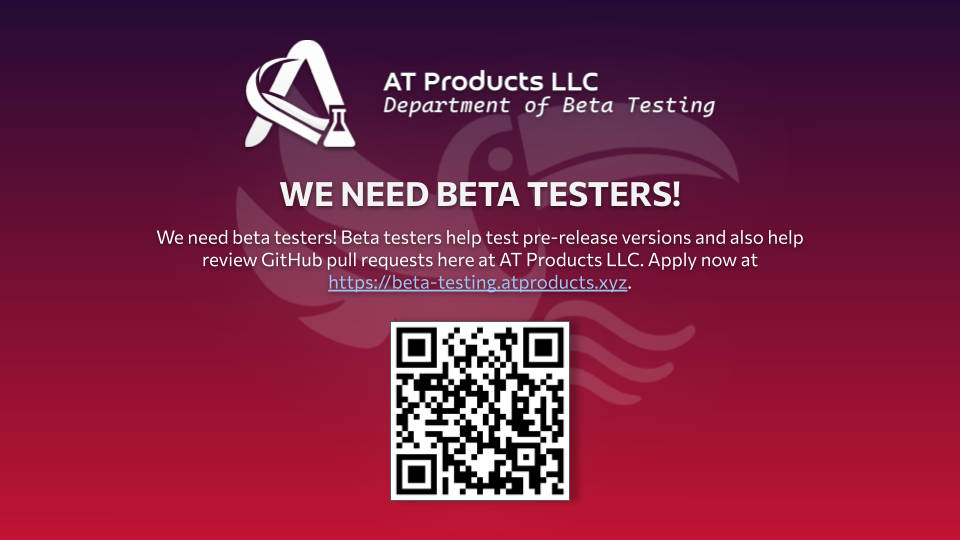 AT Products LLC
Department of Beta Testing
WE NEED BETA TESTERS!
We need beta testers! Beta testers help test pre-release versions and also help
review GitHub pull requests here at AT Products LLC. Apply now at
https://beta-testing.atproducts.xyz.